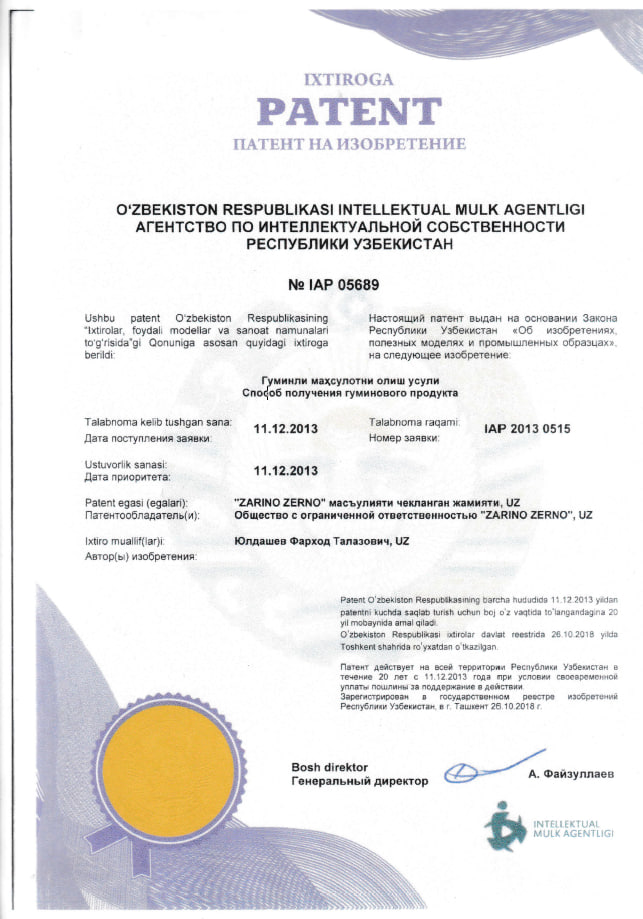 IXTIROGA
PATENT
ПАТЕНТ НА ИЗОБРЕТЕНИЕ
O'ZBEKISTON RESPUBLIKASI INTELLEKTUAL MULK AGENTLIGI
АГЕНТСТВО ПО ИНТЕЛЛЕКТУАЛЬНОЙ СОБСТВЕННОСТИ
РЕСПУБЛИКИ УЗБЕКИСТАН
№ IAP 05689
Ushbu patent O'zbekiston Respublikasining
"Ixtirolar, foydali modellar va sanoat namunalari
to'g'risida"gi Qonuniga asosan quyidagi ixtiroga
berildi:
Настоящий патент выдан на основании Закона
Республики Узбекистан «Об изобретениях,
полезных моделях и промышленных образцах»,
на следующее изобретение:
Гуминли маҳсулотни олиш усули
Способ получения гуминового продукта
Talabnoma kelib tushgan sana:
Дата поступления заявки:
11.12.2013
Talabnoma raqami:
Номер заявки:
IAP 2013 0515
Ustuvorlik sanasi:
Дата приоритета:
11.12.2013
Patent egasi (egalari): "ZARINO ZERNO" масъулияти чекланган жамияти, UZ
Патентообладатель(и): Общество с ограниченной ответственностью "ZARINO ZERNO", UZ
Ixtiro muallif(lar)i: Юлдашев Фарход Талазович, UZ
Автор(ы) изобретения:
Patent O'zbekiston Respublikasining barcha hududida 11.12.2013 yildan
patentni kuchda saqlab turish uchun boj o'z vaqtida to'langandagina 20
yil mobaynida amal qiladi.
O'zbekiston Respublikasi ixtirolar davlat reestrida 26.10.2018 yilda
Toshkent shahrida ro'yxatdan o'tkazilgan.
Патент действует на всей территории Республики Узбекистан в
течение 20 лет с 11.12.2013 года при условии своевременной
уплаты пошлины за поддержание в действии.
Зарегистрирован в государственном реестре изобретений
Республики Узбекистан, в г. Ташкент 26.10.2018 г.
Bosh direktor
Генеральный директор
А. Файзуллаев
INTELLEKTUAL
MULK AGENTLIGI